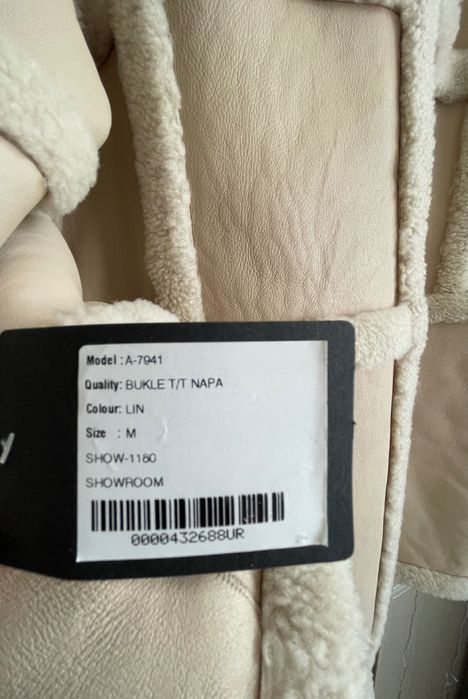 Model : A-7941
Quality: BUKLE T/T NAPA
Colour: LIN
Size : M
SHOW-1180
SHOWROOM
0000432688UR